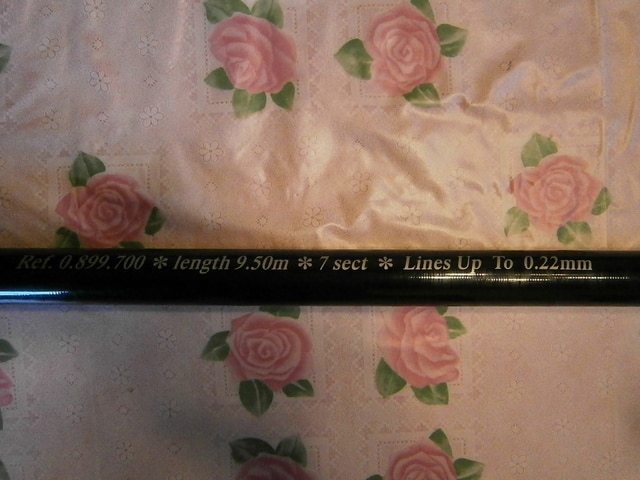 Ref. 0.899.700 * length 9.50m * 7 sect * Lines Up To 0.22mm